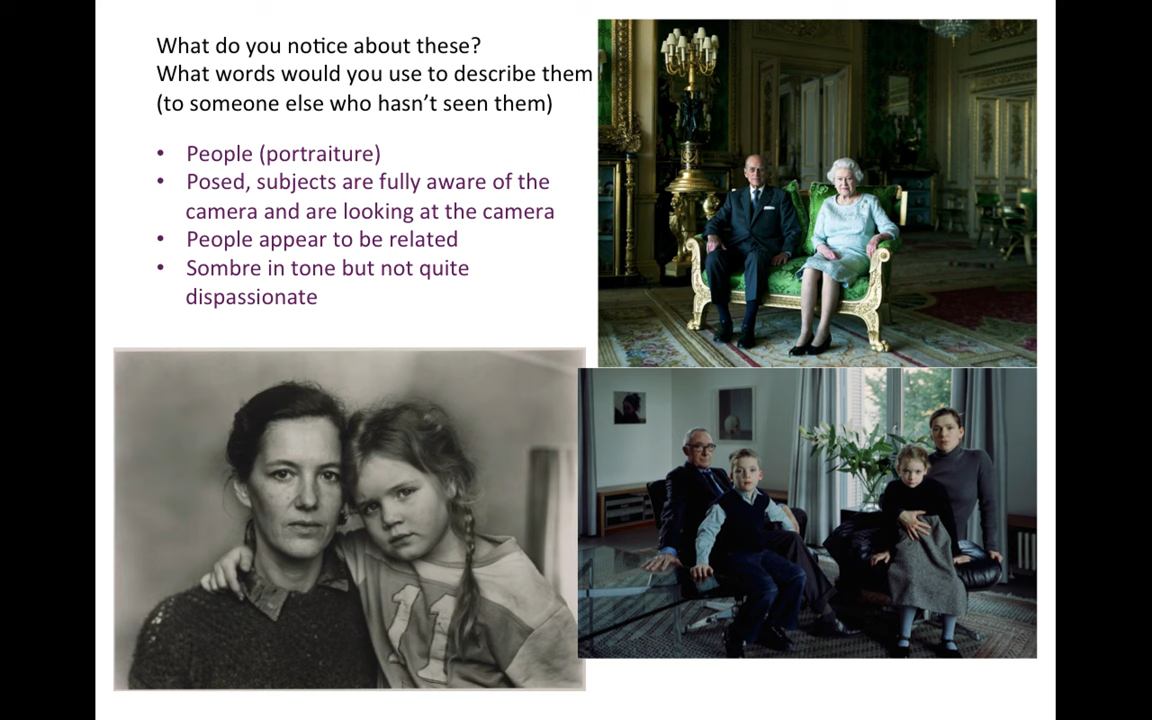 What do you notice about these?
What words would you use to describe them
(to someone else who hasn't seen them)
• People (portraiture)
• Posed, subjects are fully aware of the
camera and are looking at the camera
• People appear to be related
• Sombre in tone but not quite
dispassionate
11